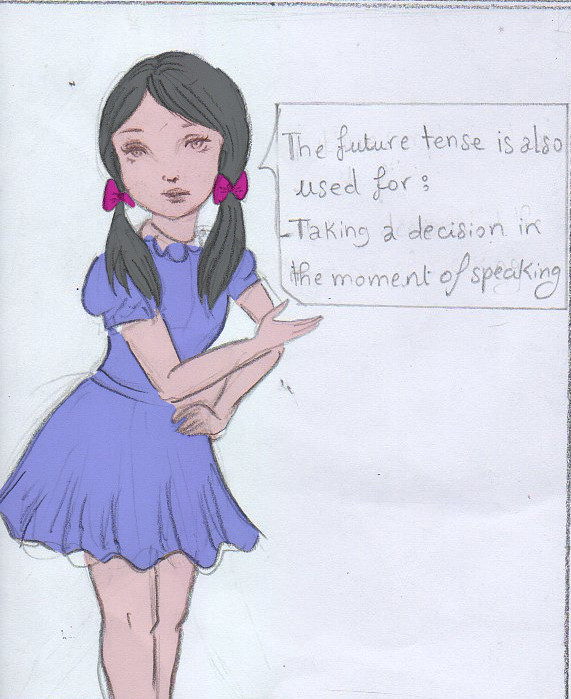 The future tense is also
used for :
-Taking a decision in
the moment of speaking